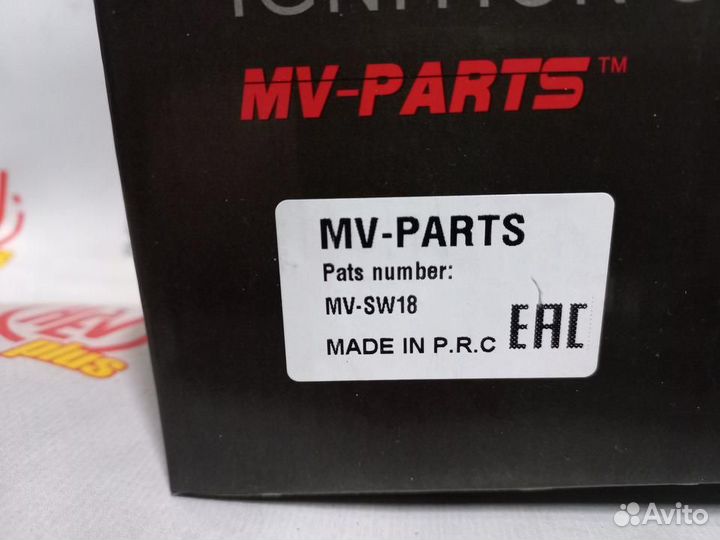 MV-PARTS™
MV-PARTS
Pats number:
MV-SW18
MADE IN P.R.C
EAC
plus
Avito